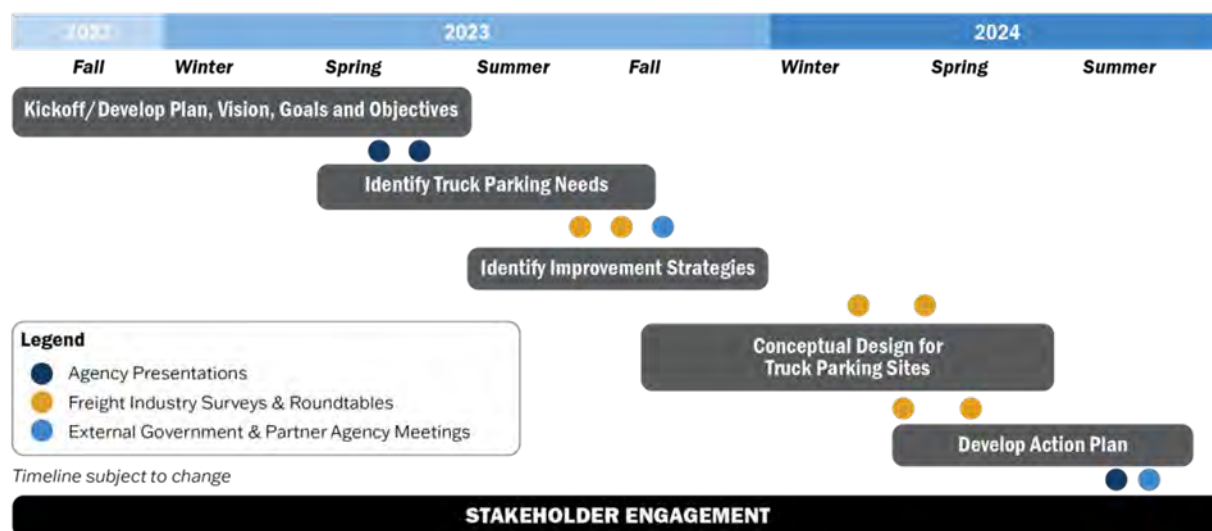 2022 2023 2024
Fall Winter Spring Summer Fall Winter Spring Summer
Kickoff/Develop Plan, Vision, Goals and Objectives
Identify Truck Parking Needs
Identify Improvement Strategies
Conceptual Design for
Truck Parking Sites
Develop Action Plan
Legend
Agency Presentations
Freight Industry Surveys & Roundtables
External Government & Partner Agency Meetings
Timeline subject to change
STAKEHOLDER ENGAGEMENT